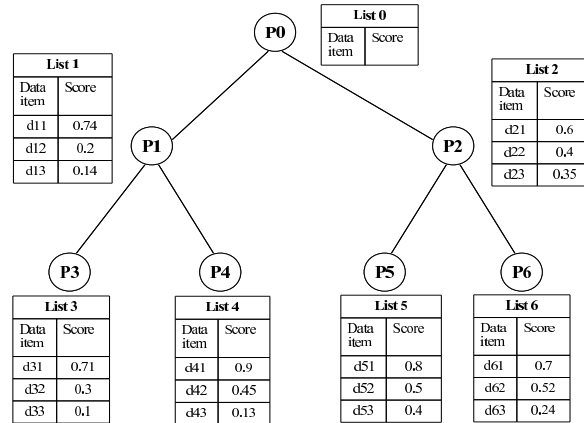 P0
List 0
Data item Score
List 1
Data item Score
d11 0.74
d12 0.2
d13 0.14
P1
List 2
Data item Score
d21 0.6
d22 0.4
d23 0.35
P2
P3
P4
P5
P6
List 3
Data item Score
d31 0.71
d32 0.3
d33 0.1
List 4
Data item Score
d41 0.9
d42 0.45
d43 0.13
List 5
Data item Score
d51 0.8
d52 0.5
d53 0.4
List 6
Data item Score
d61 0.7
d62 0.52
d63 0.24